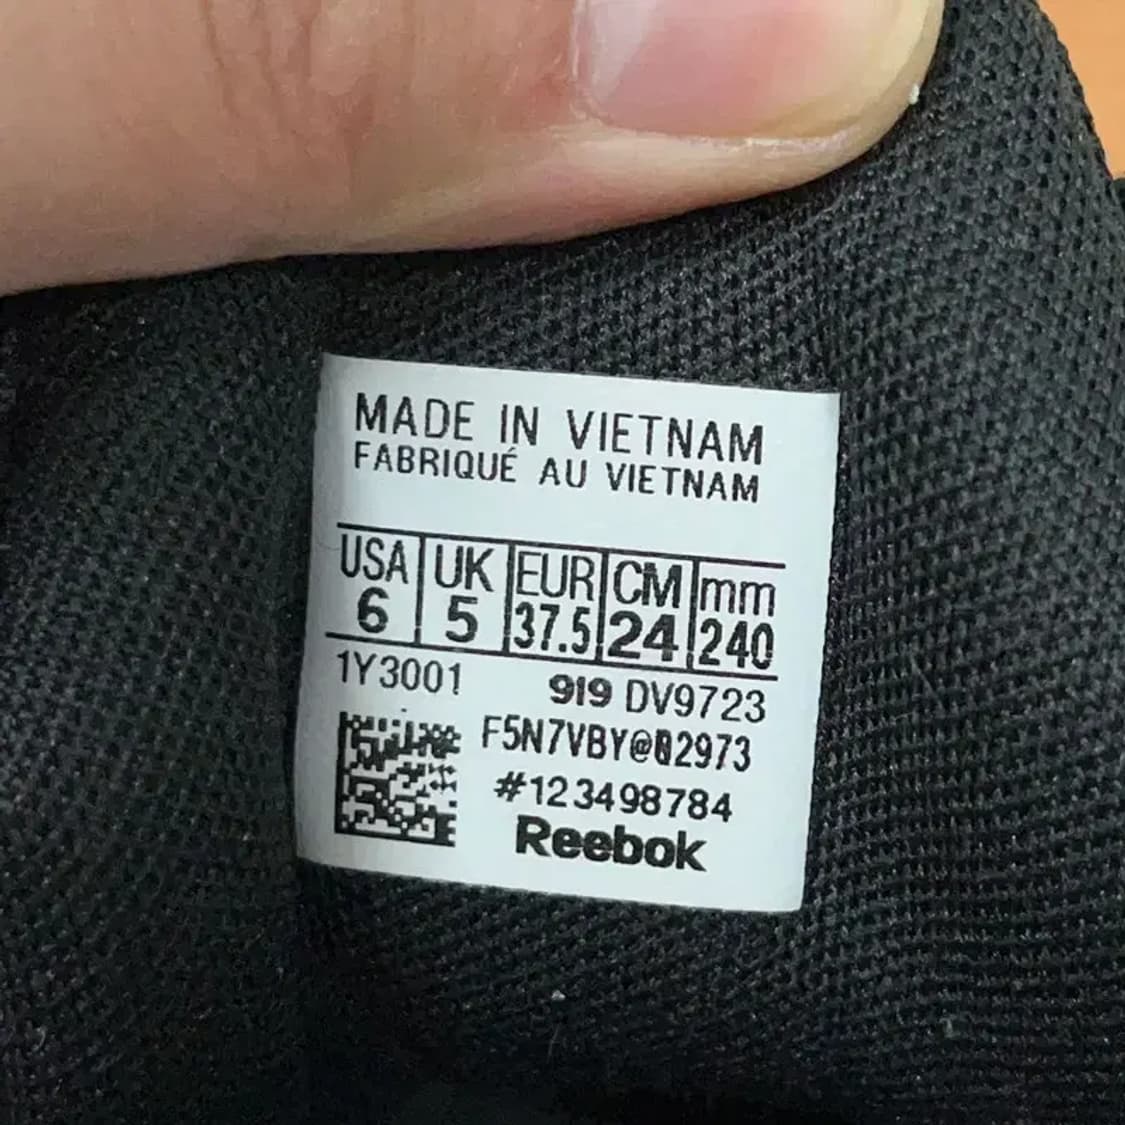 MADE IN VIETNAM
FABRIQUÉ AU VIETNAM
USA UK EUR CM mm
6 5 37.5 24 240
1Y3001 919 DV9723
#123498784
Reebok